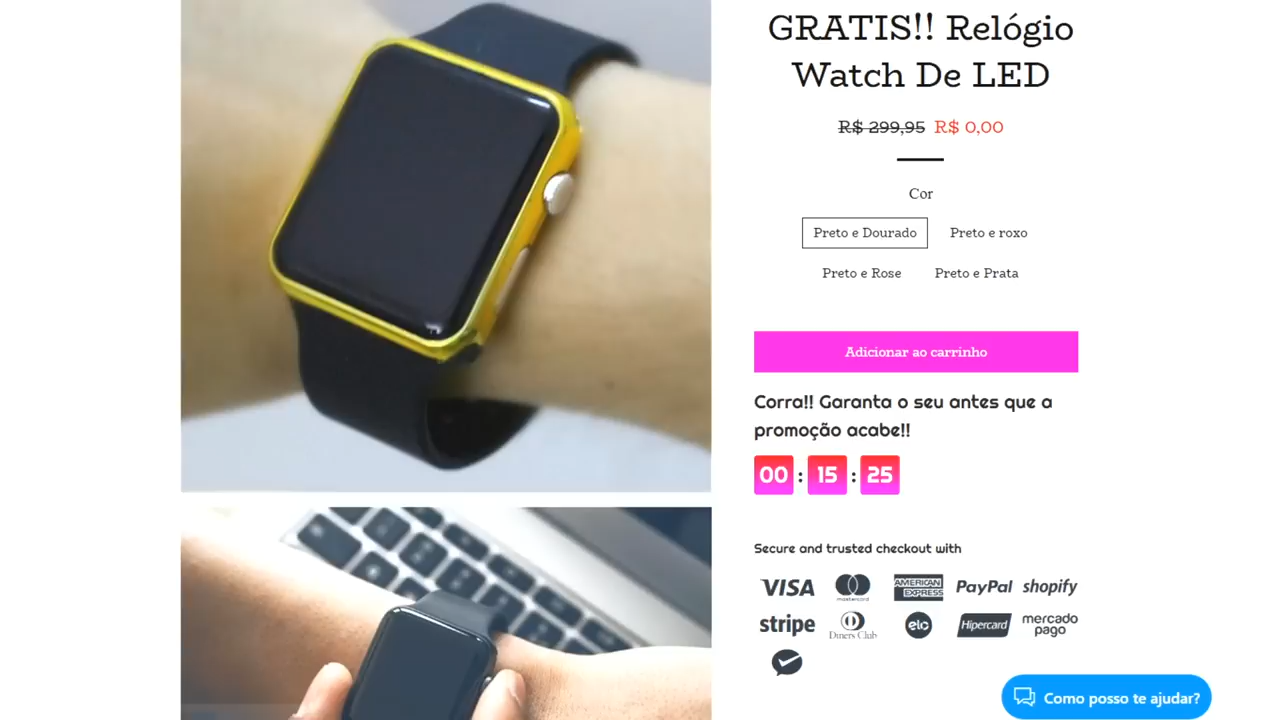 GRATIS!! Relógio
Watch De LED
R$ 299,95 R$ 0,00
Cor
Preto e Dourado Preto e roxo
Preto e Rose Preto e Prata
Adicionar ao carrinho
Corra!! Garanta o seu antes que a
promoção acabe!!
00 : 15 : 25
Secure and trusted checkout with
VISA mastercard AMERICAN EXPRESS PayPal shopify
stripe Diners Club elo Hipercard mercado pago
Como posso te ajudar?